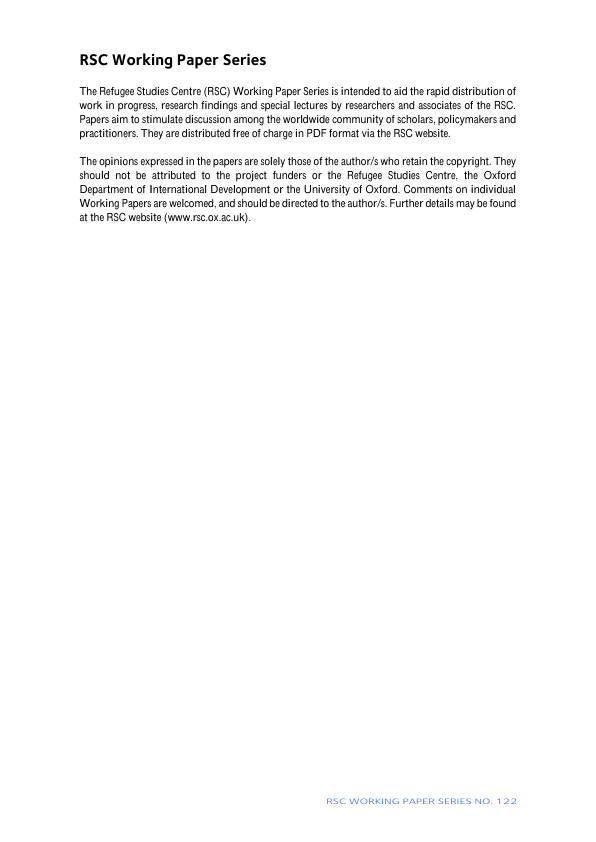 RSC Working Paper Series
The Refugee Studies Centre (RSC) Working Paper Series is intended to aid the rapid distribution of
work in progress, research findings and special lectures by researchers and associates of the RSC.
Papers aim to stimulate discussion among the worldwide community of scholars, policymakers and
practitioners. They are distributed free of charge in PDF format via the RSC website.
The opinions expressed in the papers are solely those of the author/s who retain the copyright. They
should not be attributed to the project funders or the Refugee Studies Centre, the Oxford
Department of International Development or the University of Oxford. Comments on individual
Working Papers are welcomed, and should be directed to the author/s. Further details may be found
at the RSC website (www.rsc.ox.ac.uk).
RSC WORKING PAPER SERIES NO. 122